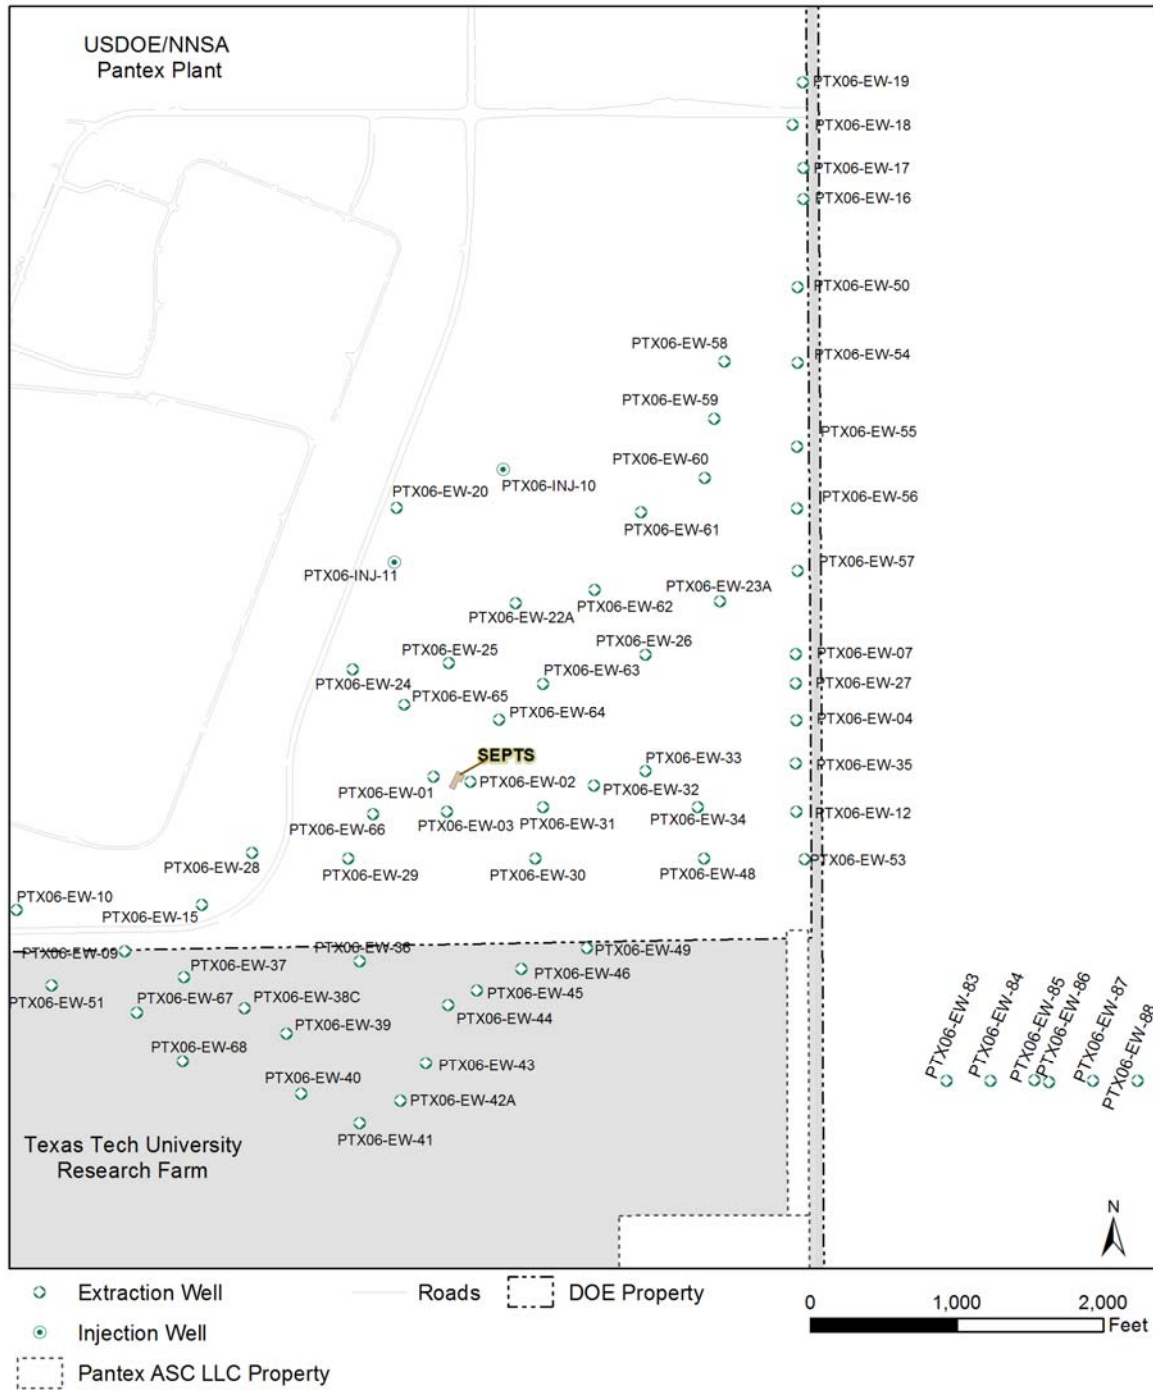 USDOE/NNSA
Pantex Plant
PTX06-EW-19
PTX06-EW-18
PTX06-EW-17
PTX06-EW-16
PTX06-EW-50
PTX06-EW-58
PTX06-EW-54
PTX06-EW-59
PTX06-EW-55
PTX06-EW-60
PTX06-EW-20
PTX06-INJ-10
PTX06-EW-56
PTX06-EW-61
PTX06-INJ-11
PTX06-EW-57
PTX06-EW-23A
PTX06-EW-22A
PTX06-EW-62
PTX06-EW-26
PTX06-EW-25
PTX06-EW-07
PTX06-EW-63
PTX06-EW-24
PTX06-EW-27
PTX06-EW-65
PTX06-EW-64
PTX06-EW-04
SEPTS
PTX06-EW-33
PTX06-EW-35
PTX06-EW-01
PTX06-EW-02
PTX06-EW-32
PTX06-EW-66
PTX06-EW-03
PTX06-EW-31
PTX06-EW-34
PTX06-EW-12
PTX06-EW-28
PTX06-EW-29
PTX06-EW-30
PTX06-EW-48
PTX06-EW-53
PTX06-EW-10
PTX06-EW-15
PTX06-EW-09
PTX06-EW-36
PTX06-EW-49
PTX06-EW-37
PTX06-EW-46
PTX06-EW-51
PTX06-EW-67
PTX06-EW-38C
PTX06-EW-45
PTX06-EW-44
PTX06-EW-39
PTX06-EW-68
PTX06-EW-43
PTX06-EW-40
PTX06-EW-42A
PTX06-EW-41
PTX06-EW-83
PTX06-EW-84
PTX06-EW-85
PTX06-EW-86
PTX06-EW-87
PTX06-EW-88
Texas Tech University
Research Farm
N
Extraction Well
Roads
DOE Property
Injection Well
Pantex ASC LLC Property
0 1,000 2,000
Feet